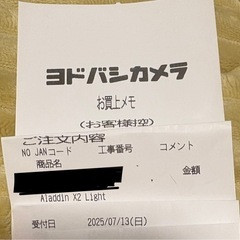 ヨドバシカメラ
お買上メモ
(お客様控)
ご注文内容
NO JANコード 工事番号 コメント
商品名 金額
Aladdin X2 Light
受付日 2025/07/13(日)